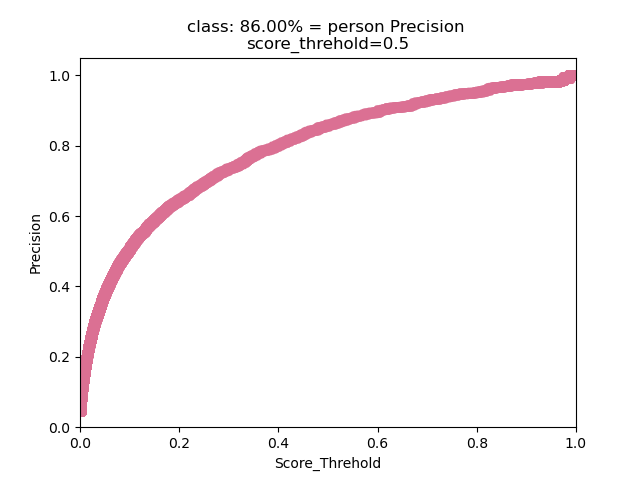 class: 86.00% = person Precision
score_threhold=0.5
1.0
0.8
0.6
0.4
0.2
0.0
Precision
0.0 0.2 0.4 0.6 0.8 1.0
Score_Threhold